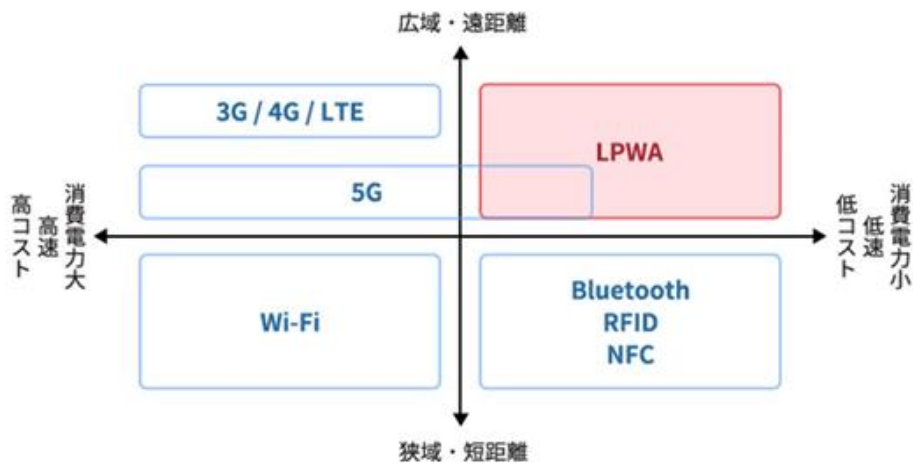 広域・遠距離
3G / 4G / LTE
LPWA
5G
消費電力大
高速
高コスト
消費電力小
低速
低コスト
Wi-Fi
Bluetooth
RFID
NFC
狭域・短距離